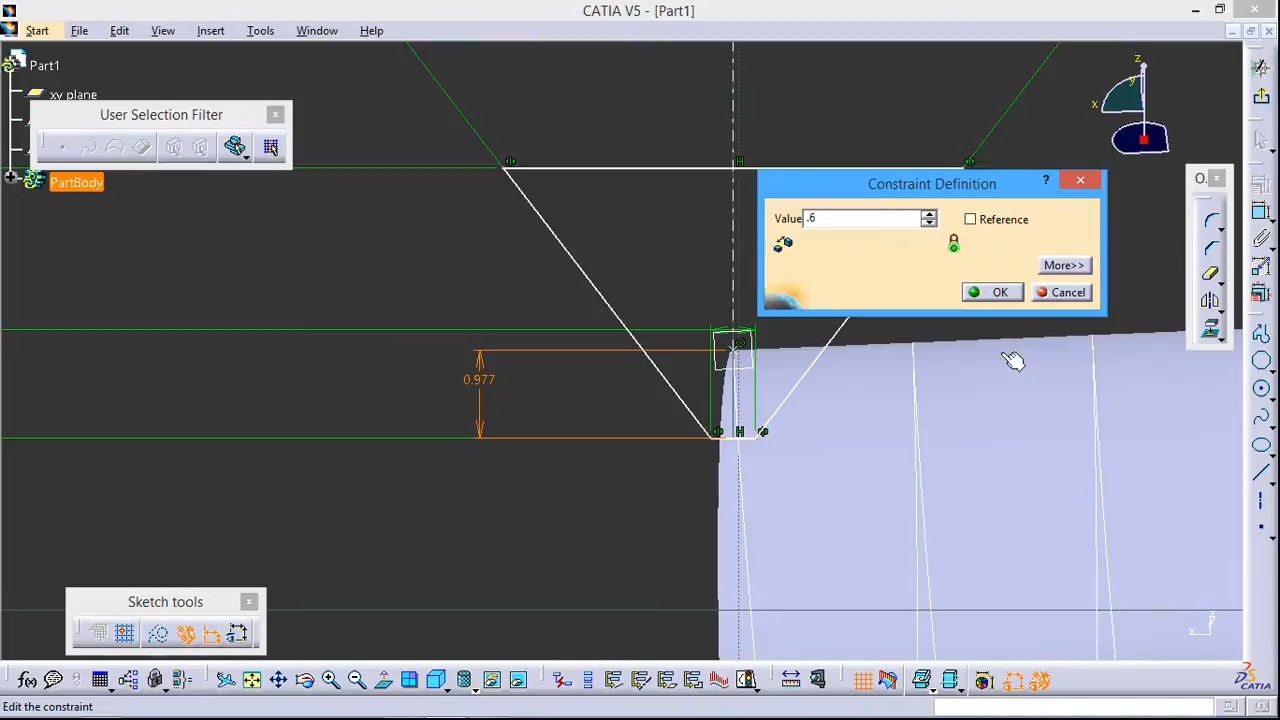 CATIA V5 - [Part1]
Start File Edit View Insert Tools Window Help
Part1
xy plane
User Selection Filter
PartBody
z
y
x
H
Constraint Definition
?
Value .6
Reference
More>>
OK Cancel
O...
0.977
H
Sketch tools
z
x
f(x)
CATIA
Edit the constraint